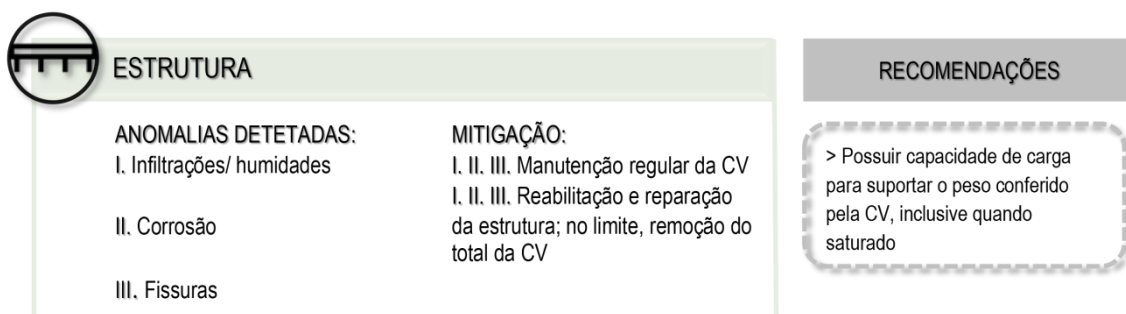 ESTRUTURA
ANOMALIAS DETETADAS:
I. Infiltrações/ humidades
II. Corrosão
III. Fissuras
MITIGAÇÃO:
I. II. III. Manutenção regular da CV
I. II. III. Reabilitação e reparação
da estrutura; no limite, remoção do
total da CV
RECOMENDAÇÕES
> Possuir capacidade de carga
para suportar o peso conferido
pela CV, inclusive quando
saturado